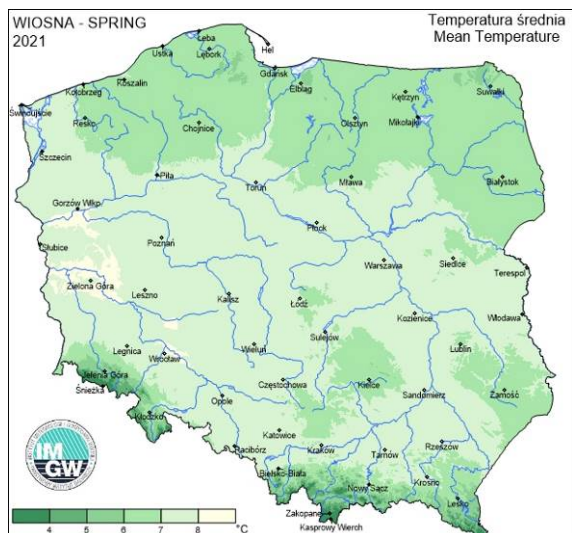 WIOSNA - SPRING
2021
Temperatura średnia
Mean Temperature
Łeba
Hel
Ustka
Lębork
Gdańsk
Koszalin
Kołobrzeg
Elbląg
Kętrzyn
Suwałki
Świnoujście
Resko
Chojnice
Olsztyn
Mikołajki
Szczecin
Piła
Toruń
Mława
Białystok
Gorzów Wlkp.
Płock
Słubice
Poznań
Warszawa
Siedlce
Terespol
Zielona Góra
Leszno
Kalisz
Łódź
Kozienice
Włodawa
Sulejów
Legnica
Wrocław
Wieluń
Lublin
Jelenia Góra
Śnieżka
Częstochowa
Kielce
Sandomierz
Zamość
Kłodzko
Opole
Katowice
Racibórz
Kraków
Tarnów
Rzeszów
Bielsko-Biała
Nowy Sącz
Krosno
Lesko
Zakopane
Kasprowy Wierch
IM
GW
4 5 6 7 8 °C